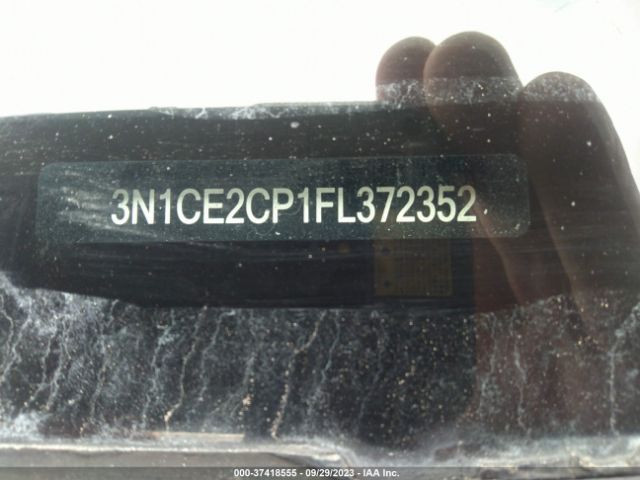 3N1CE2CP1FL372352
000-37418555 - 09/29/2023 - IAA Inc.